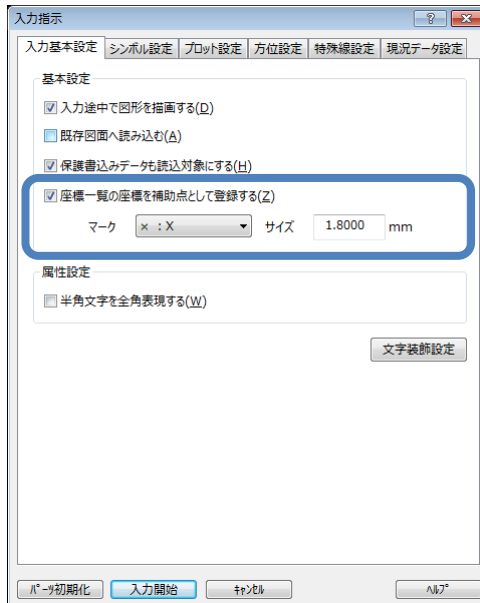 入力指示
入力基本設定 シンボル設定 プロット設定 方位設定 特殊線設定 現況データ設定
基本設定
入力途中で図形を描画する(D)
既存図面へ読み込む(A)
保護書込みデータも読込対象にする(H)
座標一覧の座標を補助点として登録する(Z)
マーク × : X サイズ 1.8000 mm
属性設定
半角文字を全角表現する(W)
文字装飾設定
ﾊﾟｰﾂ初期化 入力開始 ｷｬﾝｾﾙ ﾍﾙﾌﾟ